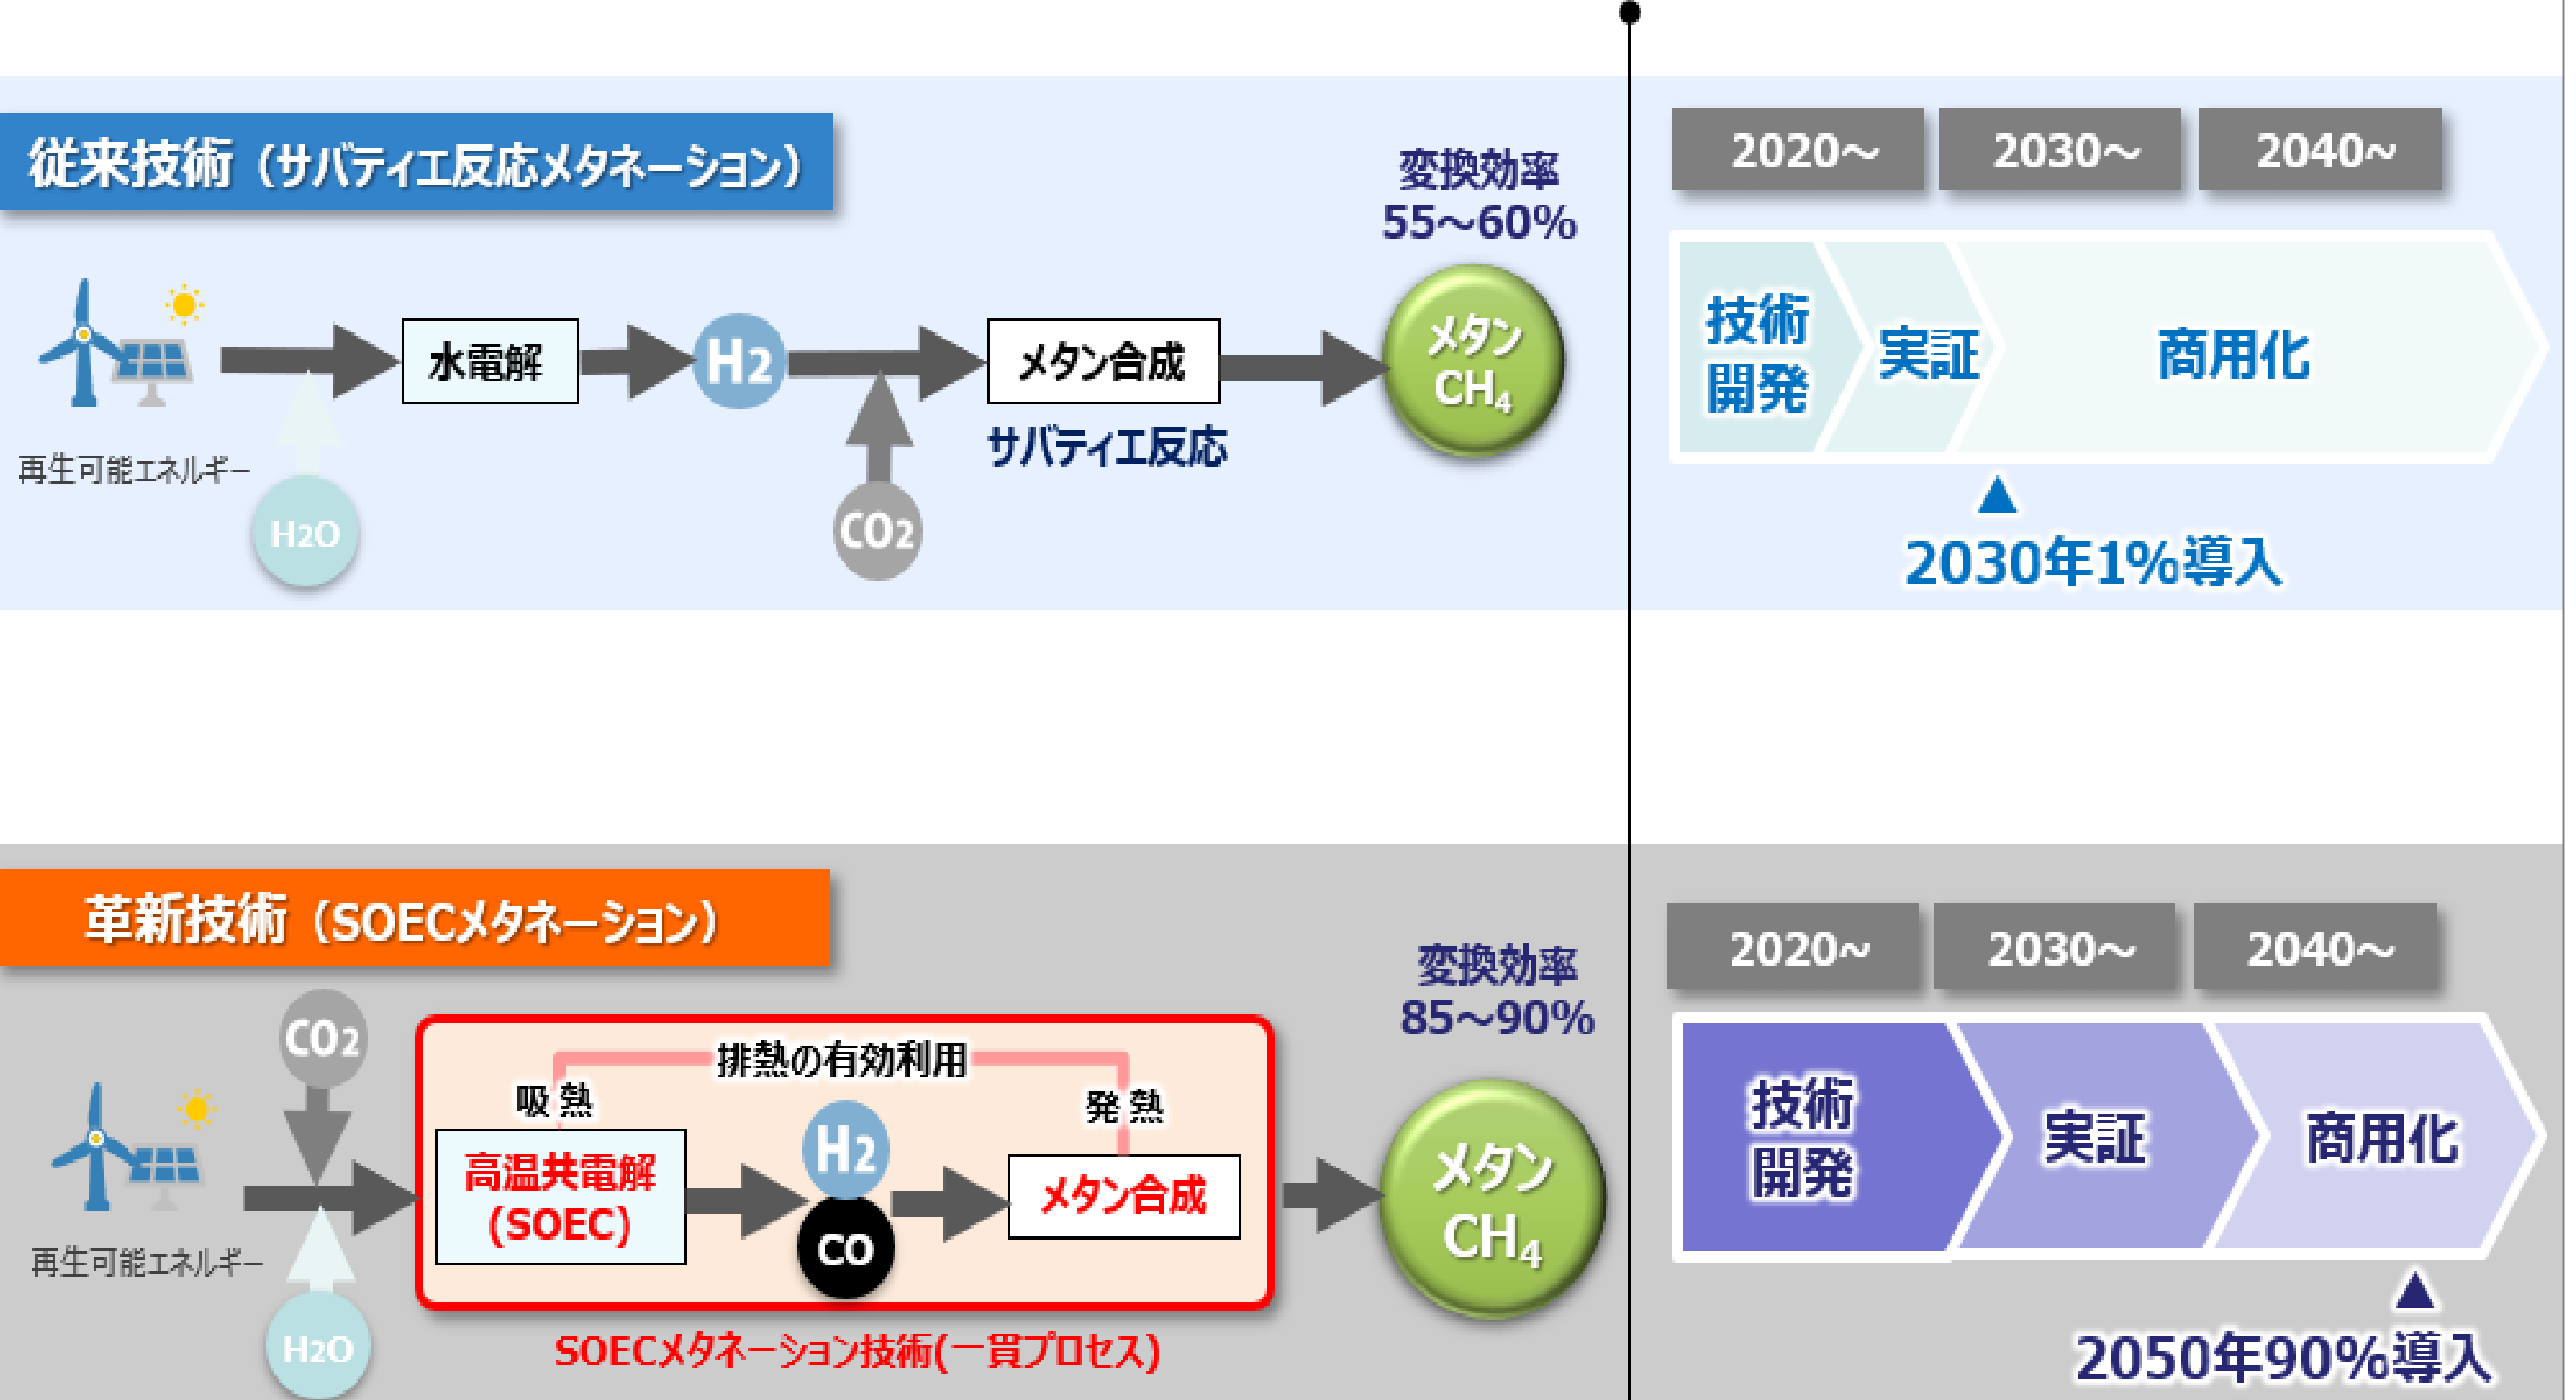 従来技術（サバティエ反応メタネーション）
変換効率
55～60%
再生可能エネルギー
H2O
水電解
H2
CO2
メタン合成
サバティエ反応
メタン
CH4
2020～
2030～
2040~
技術
開発
実証
商用化
▲
2030年1%導入
革新技術（SOECメタネーション）
変換効率
85～90%
CO2
再生可能エネルギー
H2O
排熱の有効利用
吸熱
発熱
高温共電解
(SOEC)
H2
CO
メタン合成
メタン
CH4
SOECメタネーション技術(一貫プロセス)
2020~
2030～
2040～
技術
開発
実証
商用化
▲
2050年90%導入